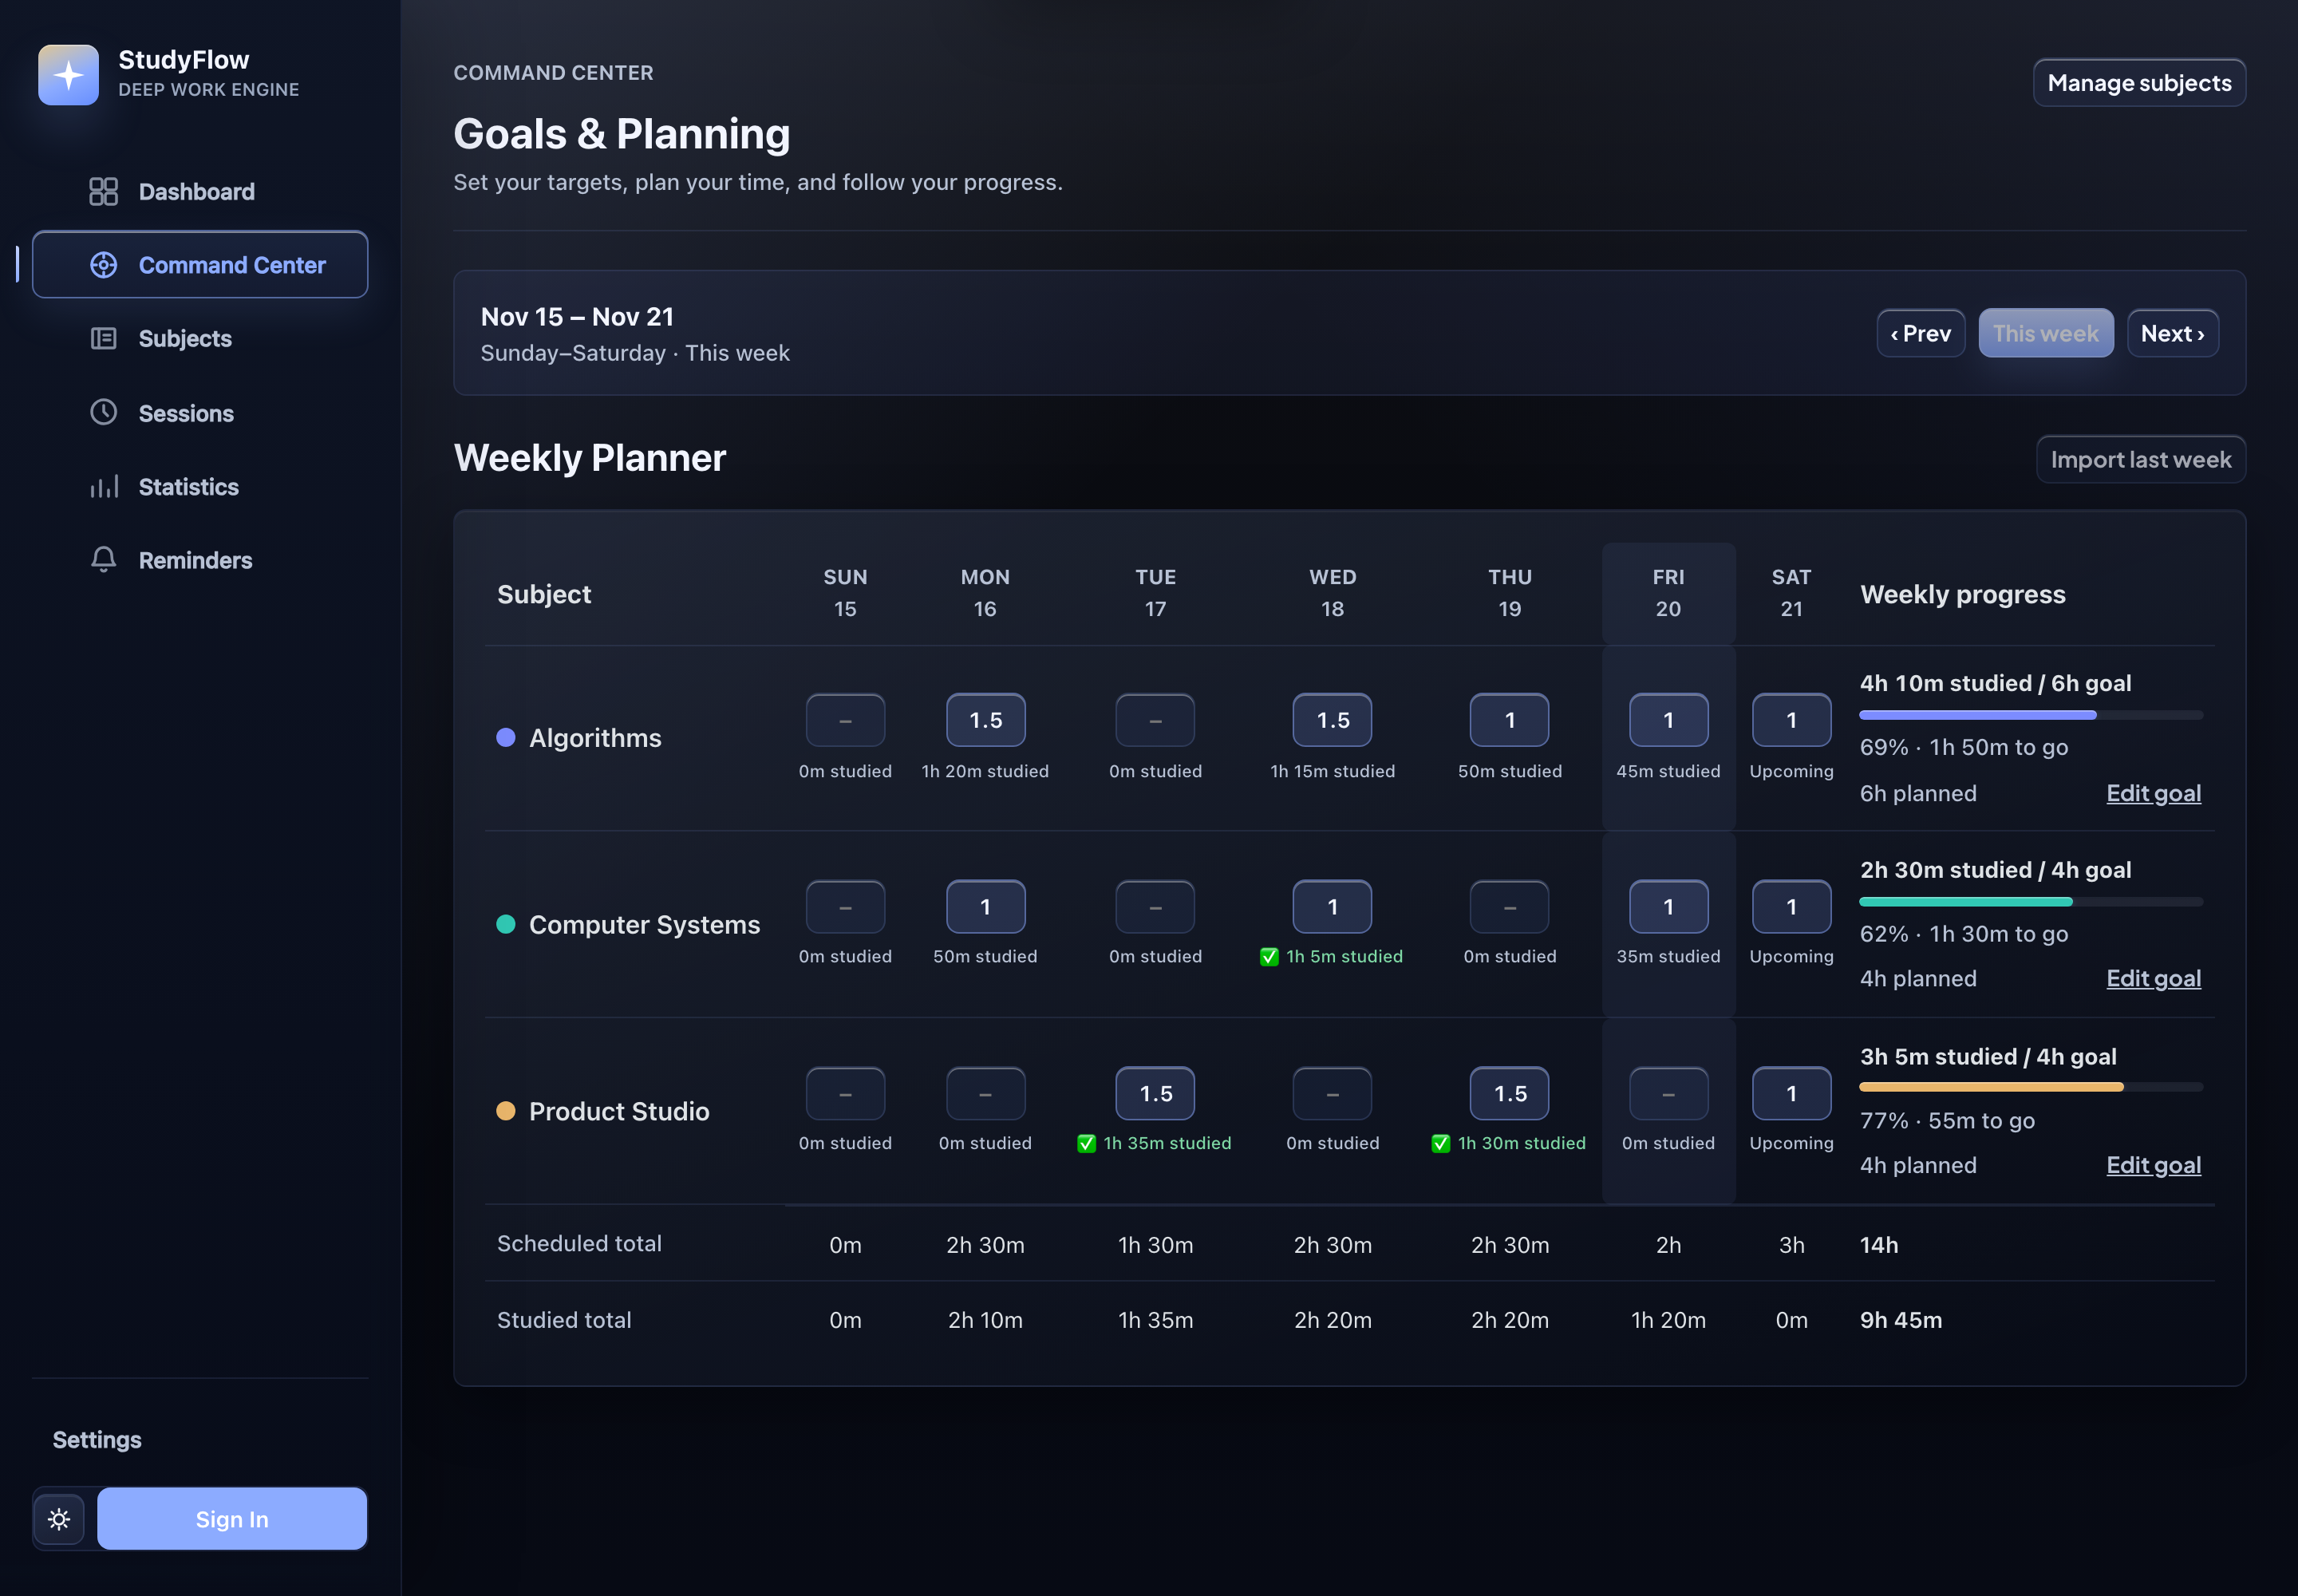 StudyFlow
DEEP WORK ENGINE
Dashboard
Command Center
Subjects
Sessions
Statistics
Reminders
Settings
Sign In
COMMAND CENTER
Manage subjects
Goals & Planning
Set your targets, plan your time, and follow your progress.
Nov 15 – Nov 21
Sunday–Saturday · This week
‹ Prev
This week
Next ›
Weekly Planner
Import last week
Subject SUN 15 MON 16 TUE 17 WED 18 THU 19 FRI 20 SAT 21 Weekly progress
Algorithms
– 1.5 – 1.5 1 1 1
0m studied 1h 20m studied 0m studied 1h 15m studied 50m studied 45m studied Upcoming
4h 10m studied / 6h goal
69% · 1h 50m to go
6h planned Edit goal
Computer Systems
– 1 – 1 – 1 1
0m studied 50m studied 0m studied ✅ 1h 5m studied 0m studied 35m studied Upcoming
2h 30m studied / 4h goal
62% · 1h 30m to go
4h planned Edit goal
Product Studio
– – 1.5 – 1.5 – 1
0m studied 0m studied ✅ 1h 35m studied 0m studied ✅ 1h 30m studied 0m studied Upcoming
3h 5m studied / 4h goal
77% · 55m to go
4h planned Edit goal
Scheduled total 0m 2h 30m 1h 30m 2h 30m 2h 30m 2h 3h 14h
Studied total 0m 2h 10m 1h 35m 2h 20m 2h 20m 1h 20m 0m 9h 45m